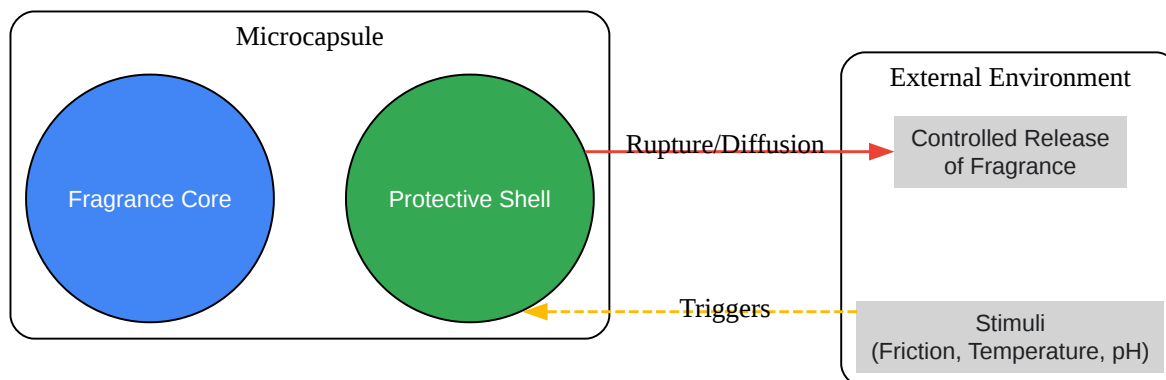 Microcapsule
Fragrance Core
Protective Shell
Rupture/Diffusion
Triggers
External Environment
Controlled Release
of Fragrance
Stimuli
(Friction, Temperature, pH)